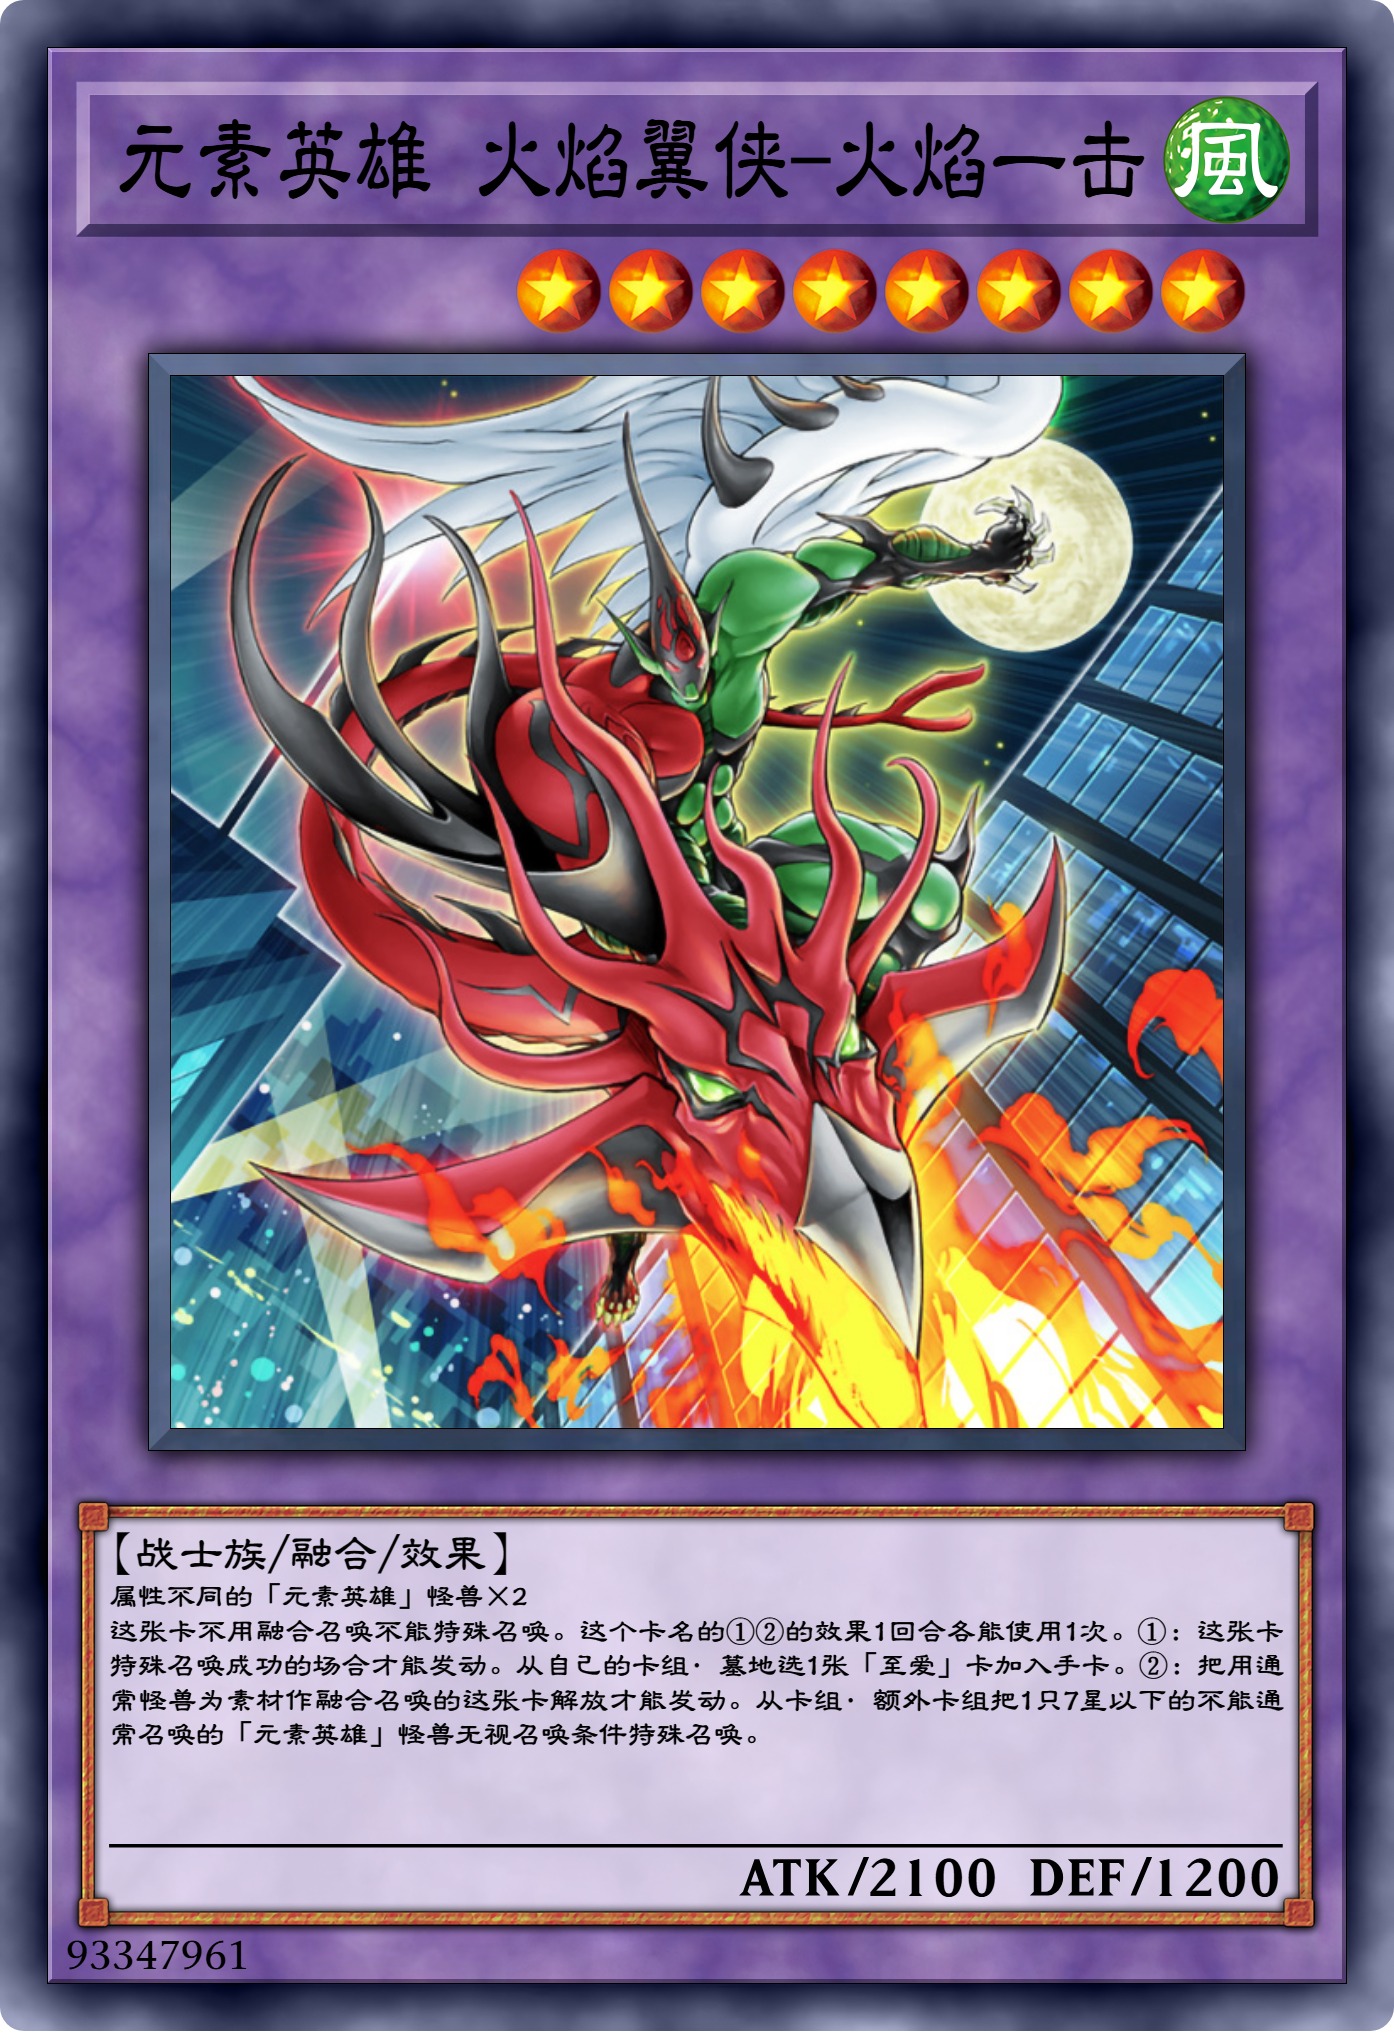 元素英雄 火焰翼侠-火焰一击 風
【战士族/融合/效果】
属性不同的「元素英雄」怪兽×2
这张卡不用融合召唤不能特殊召唤。这个卡名的①②的效果1回合各能使用1次。①：这张卡
特殊召唤成功的场合才能发动。从自己的卡组·墓地选1张「至爱」卡加入手卡。②：把用通
常怪兽为素材作融合召唤的这张卡解放才能发动。从卡组·额外卡组把1只7星以下的不能通
常召唤的「元素英雄」怪兽无视召唤条件特殊召唤。
ATK/2100 DEF/1200
93347961